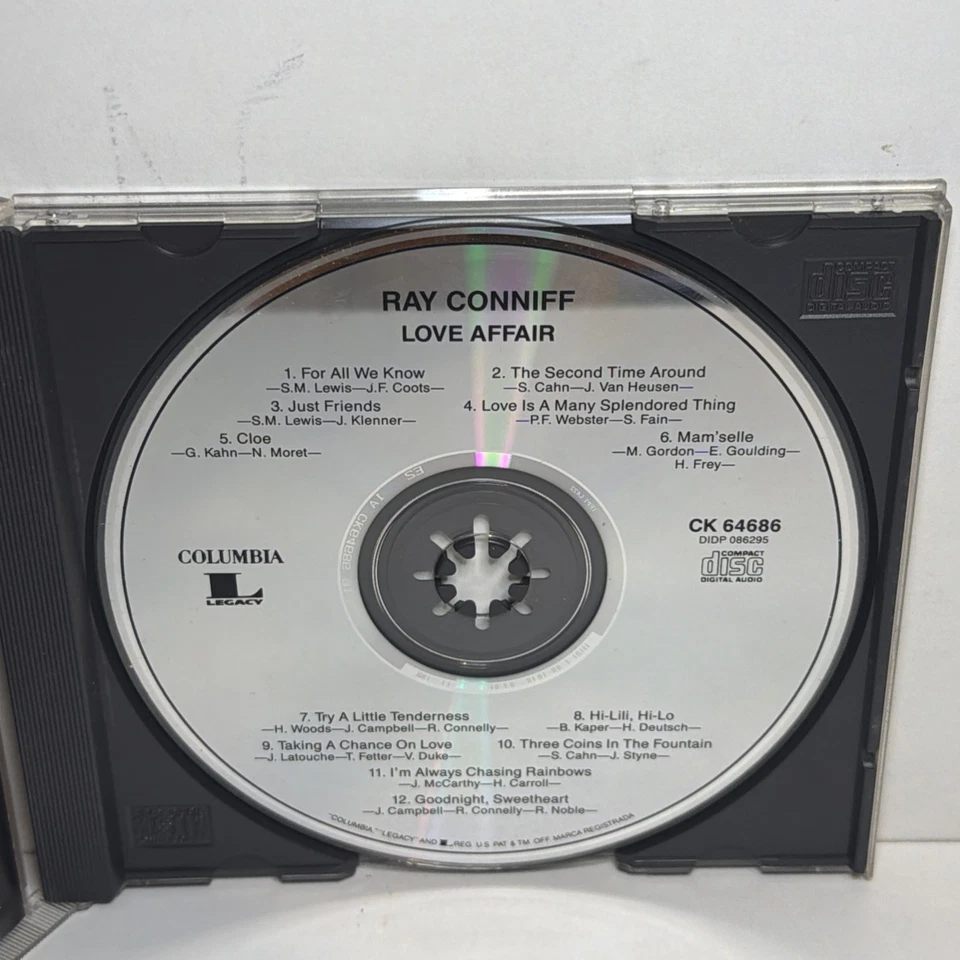 COMPACT
disc
DIGITAL AUDIO
RAY CONNIFF
LOVE AFFAIR
1. For All We Know
—S.M. Lewis—J.F. Coots—
2. The Second Time Around
—S. Cahn—J. Van Heusen—
3. Just Friends
—S.M. Lewis—J. Klenner—
4. Love Is A Many Splendored Thing
—P.F. Webster—S. Fain—
5. Cloe
—G. Kahn—N. Moret—
6. Mam'selle
—M. Gordon—E. Goulding—
H. Frey—
CK 64686
DIDP 086295
COMPACT
disc
DIGITAL AUDIO
COLUMBIA
L
LEGACY
7. Try A Little Tenderness
—H. Woods—J. Campbell—R. Connelly—
8. Hi-Lili, Hi-Lo
—B. Kaper—H. Deutsch—
9. Taking A Chance On Love
—J. Latouche—T. Fetter—V. Duke—
10. Three Coins In The Fountain
—S. Cahn—J. Styne—
11. I'm Always Chasing Rainbows
—J. McCarthy—H. Carroll—
12. Goodnight, Sweetheart
—J. Campbell—R. Connelly—R. Noble—
"COLUMBIA," "LEGACY" AND L REG. U.S. PAT. & TM. OFF. MARCA REGISTRADA